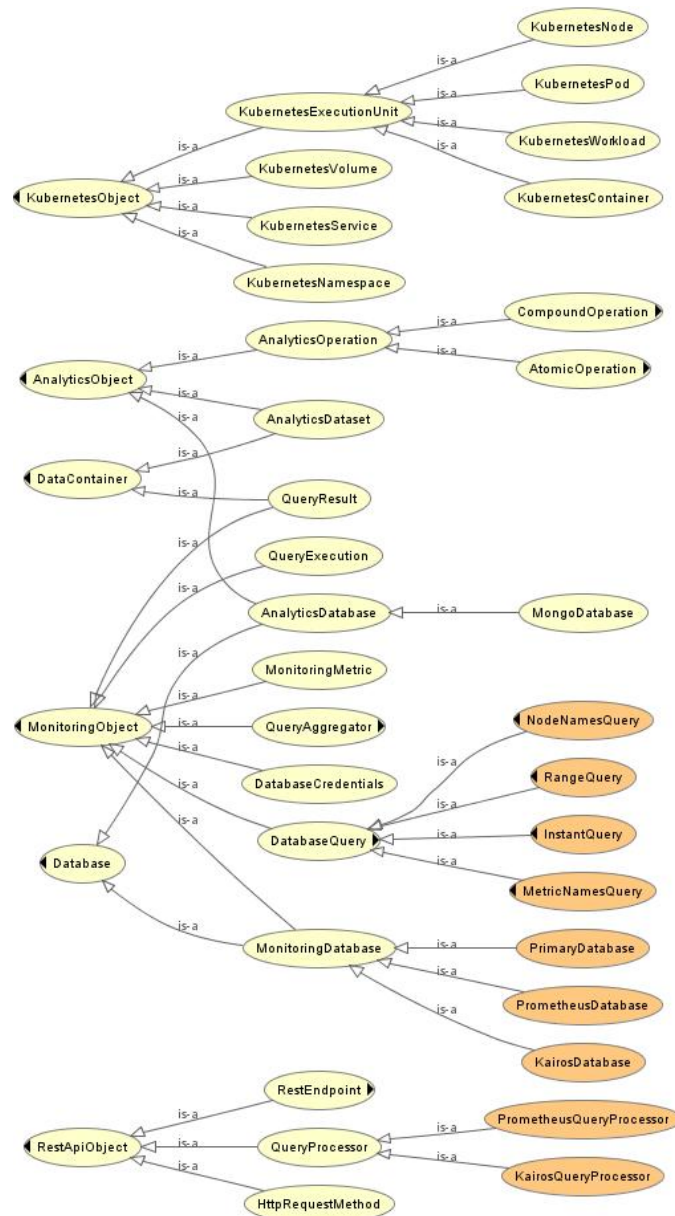 KubernetesNode
is-a
KubernetesPod
is-a
KubernetesExecutionUnit
is-a
KubernetesWorkload
is-a
is-a
KubernetesVolume
is-a
KubernetesObject
KubernetesContainer
is-a
KubernetesService
is-a
KubernetesNamespace
CompoundOperation
is-a
AnalyticsOperation
is-a
is-a
AtomicOperation
AnalyticsObject
is-a
AnalyticsDataset
is-a
is-a
DataContainer
is-a
QueryResult
is-a
is-a
QueryExecution
is-a
AnalyticsDatabase
is-a
MongoDatabase
is-a
MonitoringMetric
is-a
MonitoringObject
is-a
QueryAggregator
NodeNamesQuery
is-a
is-a
DatabaseCredentials
is-a
RangeQuery
is-a
DatabaseQuery
is-a
InstantQuery
Database
is-a
MetricNamesQuery
is-a
is-a
MonitoringDatabase
is-a
PrimaryDatabase
is-a
PrometheusDatabase
is-a
KairosDatabase
RestEndpoint
is-a
PrometheusQueryProcessor
is-a
RestApiObject
is-a
QueryProcessor
is-a
KairosQueryProcessor
is-a
HttpRequestMethod